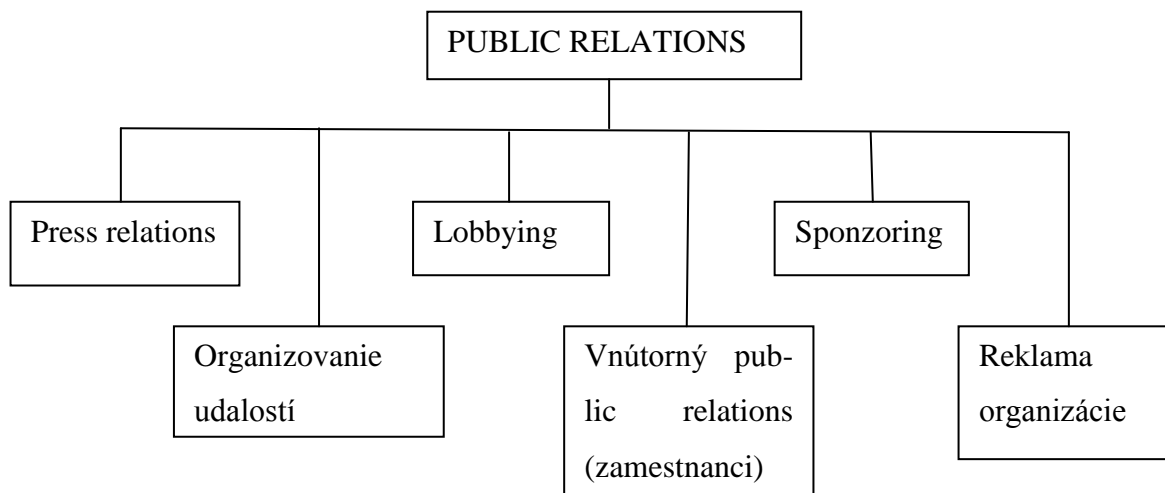 PUBLIC RELATIONS
Press relations
Lobbying
Sponzoring
Organizovanie
udalostí
Vnútorný pub-
lic relations
(zamestnanci)
Reklama
organizácie